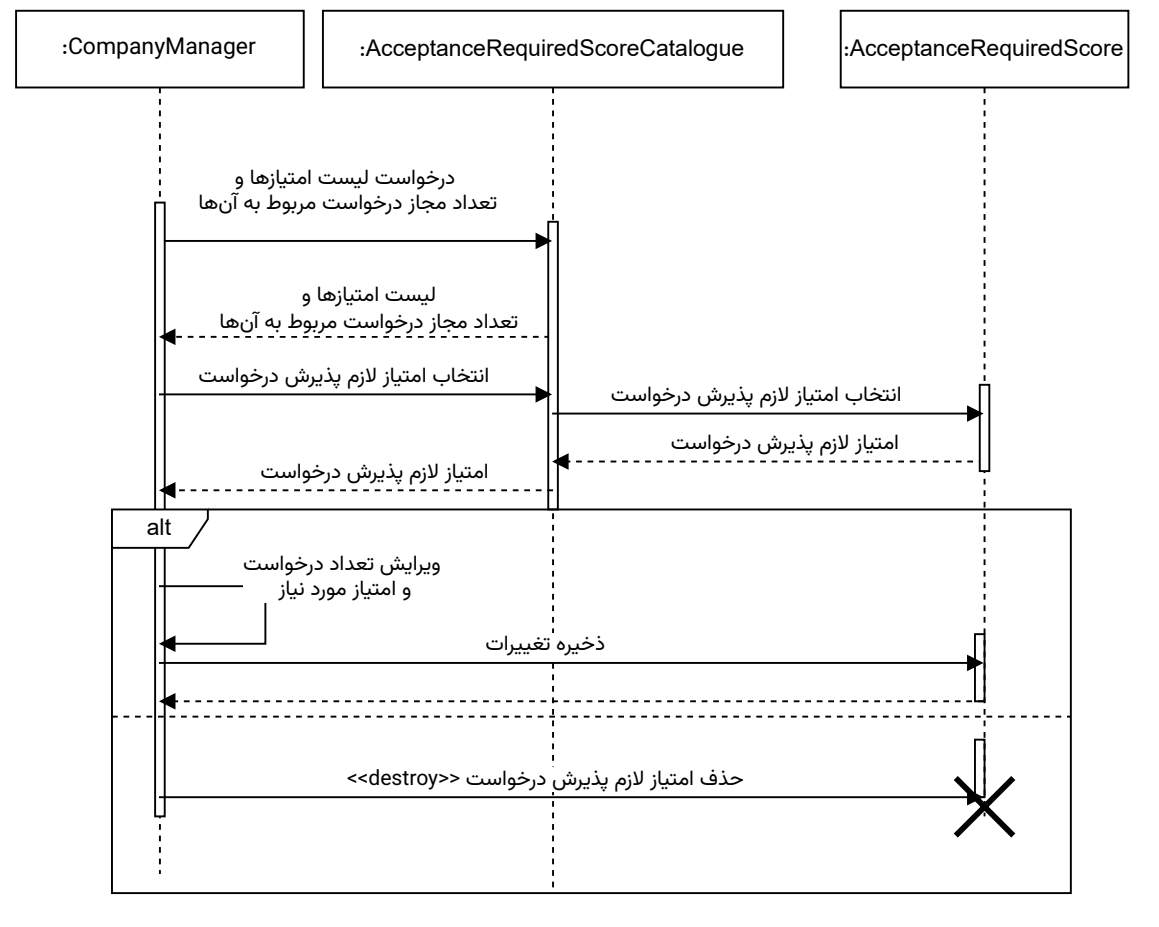 :CompanyManager
:AcceptanceRequiredScoreCatalogue
:AcceptanceRequiredScore
درخواست لیست امتیازها و
تعداد مجاز درخواست مربوط به آن‌ها
لیست امتیازها و
تعداد مجاز درخواست مربوط به آن‌ها
انتخاب امتیاز لازم پذیرش درخواست
انتخاب امتیاز لازم پذیرش درخواست
امتیاز لازم پذیرش درخواست
امتیاز لازم پذیرش درخواست
alt
ویرایش تعداد درخواست
و امتیاز مورد نیاز
ذخیره تغییرات
حذف امتیاز لازم پذیرش درخواست <<destroy>>